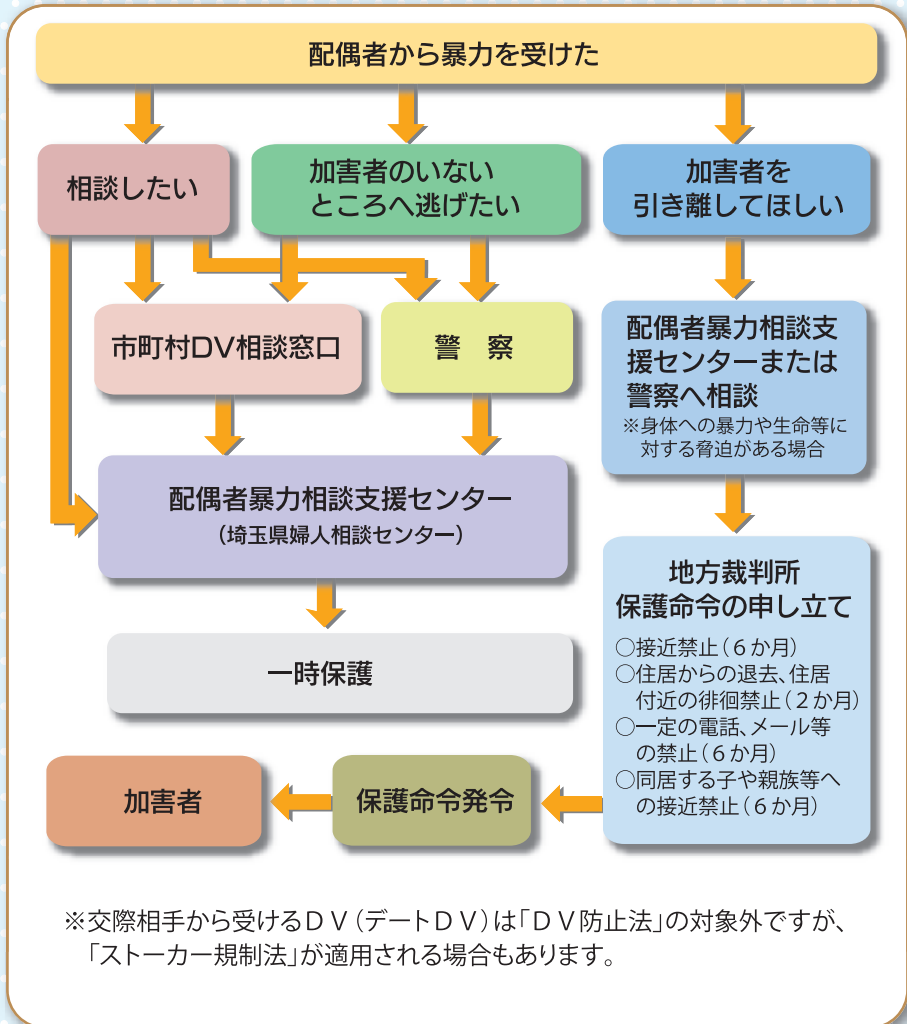 配偶者から暴力を受けた
相談したい
加害者のいない
ところへ逃げたい
加害者を
引き離してほしい
市町村DV相談窓口
警　察
配偶者暴力相談支
援センターまたは
警察へ相談
※身体への暴力や生命等に
対する脅迫がある場合
配偶者暴力相談支援センター
（埼玉県婦人相談センター）
一時保護
地方裁判所
保護命令の申し立て
○接近禁止（６か月）
○住居からの退去、住居
付近の徘徊禁止（２か月）
○一定の電話、メール等
の禁止（６か月）
○同居する子や親族等へ
の接近禁止（６か月）
保護命令発令
加害者
※交際相手から受けるＤＶ（デートＤＶ）は「ＤＶ防止法」の対象外ですが、
「ストーカー規制法」が適用される場合もあります。